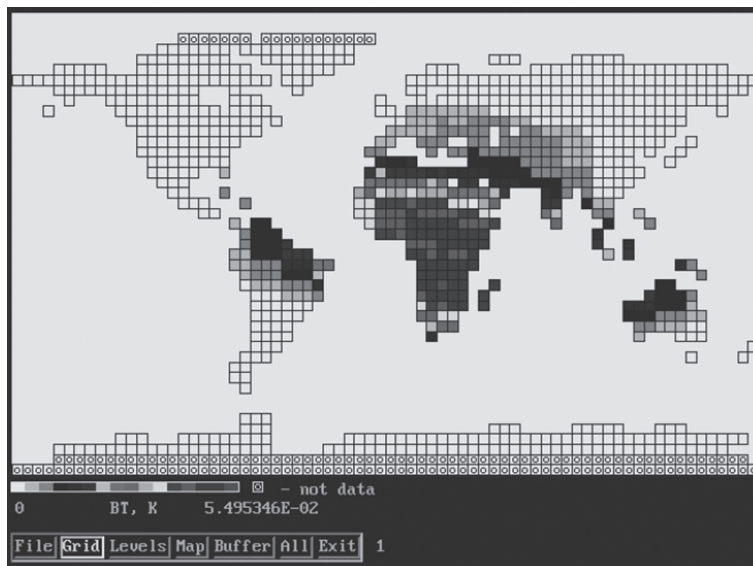 – not data
0 BT, K 5.495346E-02
File Grid Levels Map Buffer All Exit 1